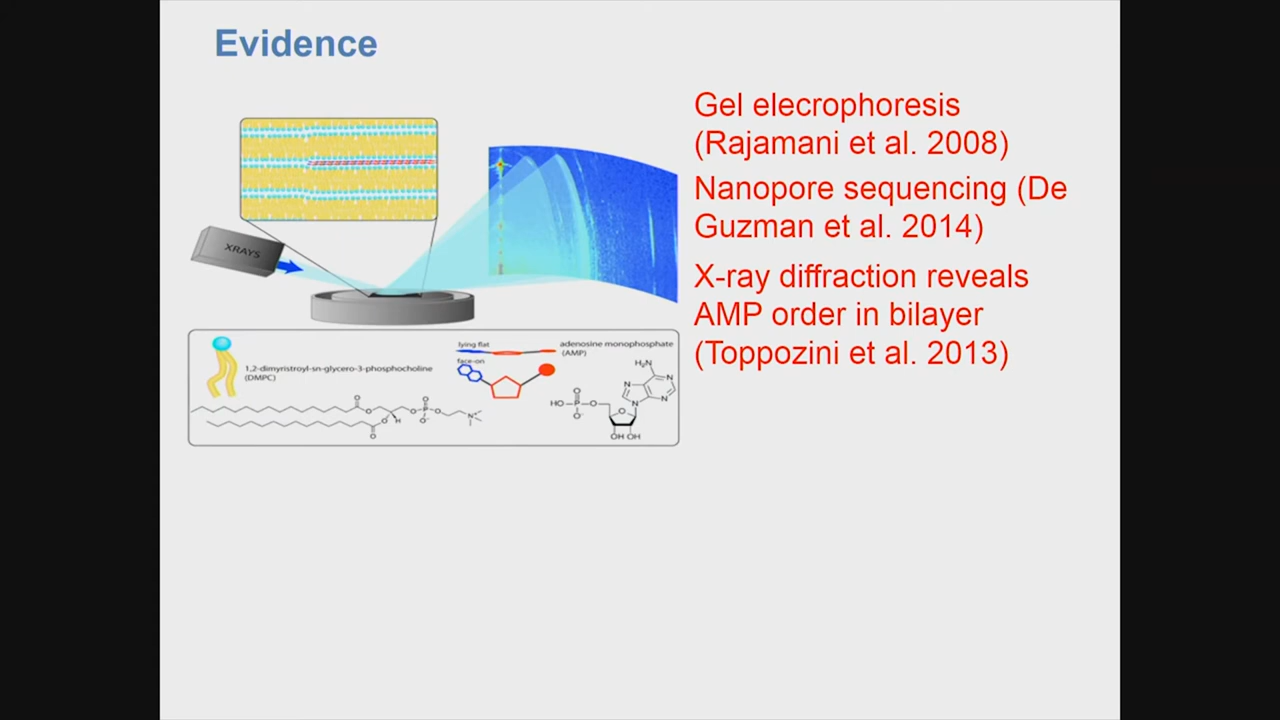 Evidence
Gel elecrophoresis
(Rajamani et al. 2008)
Nanopore sequencing (De
Guzman et al. 2014)
X-ray diffraction reveals
AMP order in bilayer
(Toppozini et al. 2013)
XRAYS
1,2-dimyristroyl-sn-glycero-3-phosphocholine
(DMPC)
lying flat
face-on
adenosine monophosphate
(AMP)
O
O
O
H
O
O
P
O
O-
N+
HO
P
O
O-
O
O
OH OH
H₂N
N
N
N
N